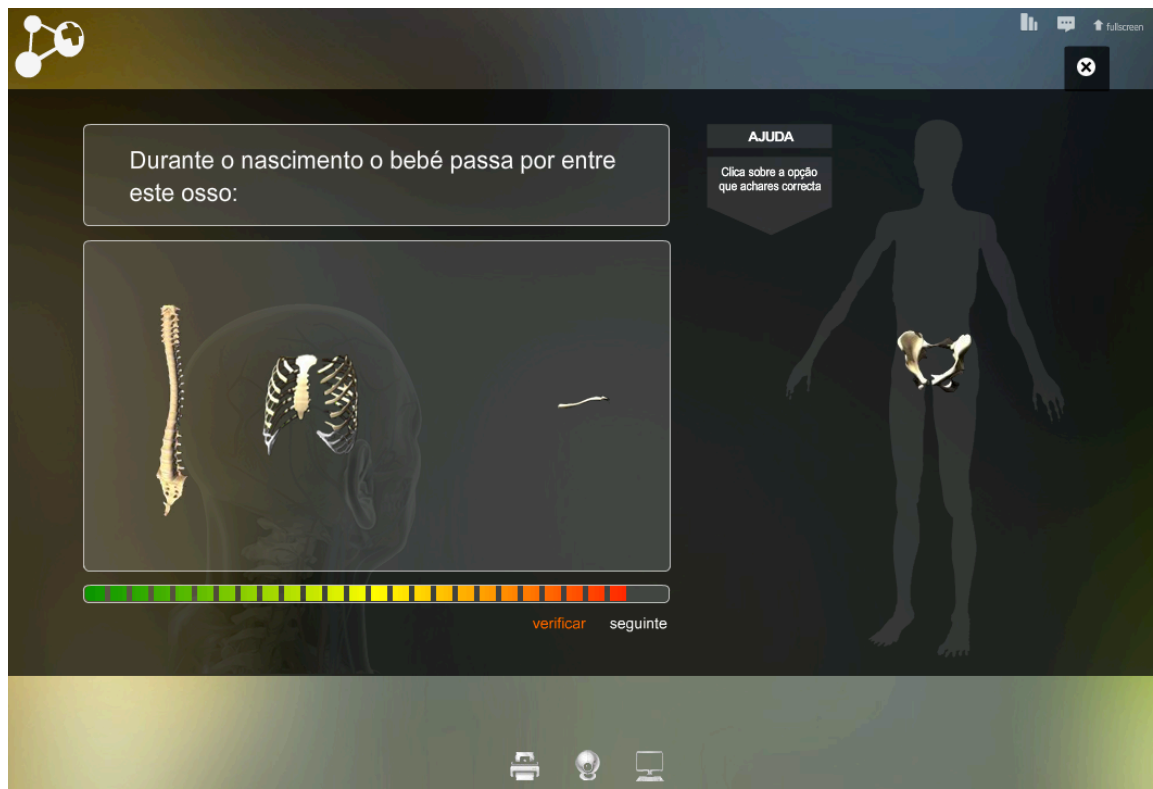 fullscreen
Durante o nascimento o bebé passa por entre
este osso:
AJUDA
Clica sobre a opção
que achares correcta
verificar
seguinte